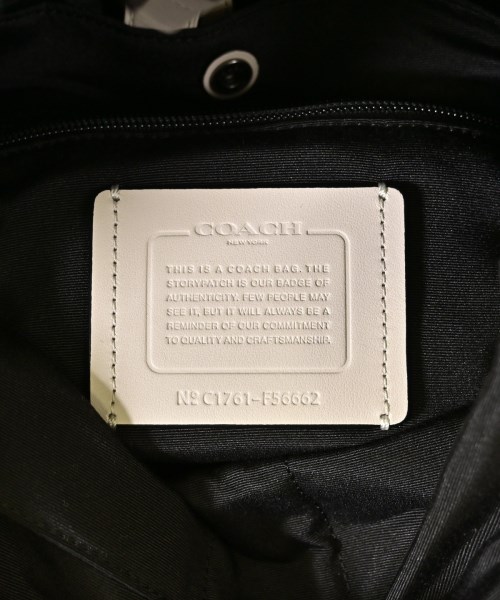 COACH
NEW YORK
THIS IS A COACH BAG. THE
STORYPATCH IS OUR BADGE OF
AUTHENTICITY. FEW PEOPLE MAY
SEE IT, BUT IT WILL ALWAYS BE A
REMINDER OF OUR COMMITMENT
TO QUALITY AND CRAFTSMANSHIP.
Nº C1761-F56662